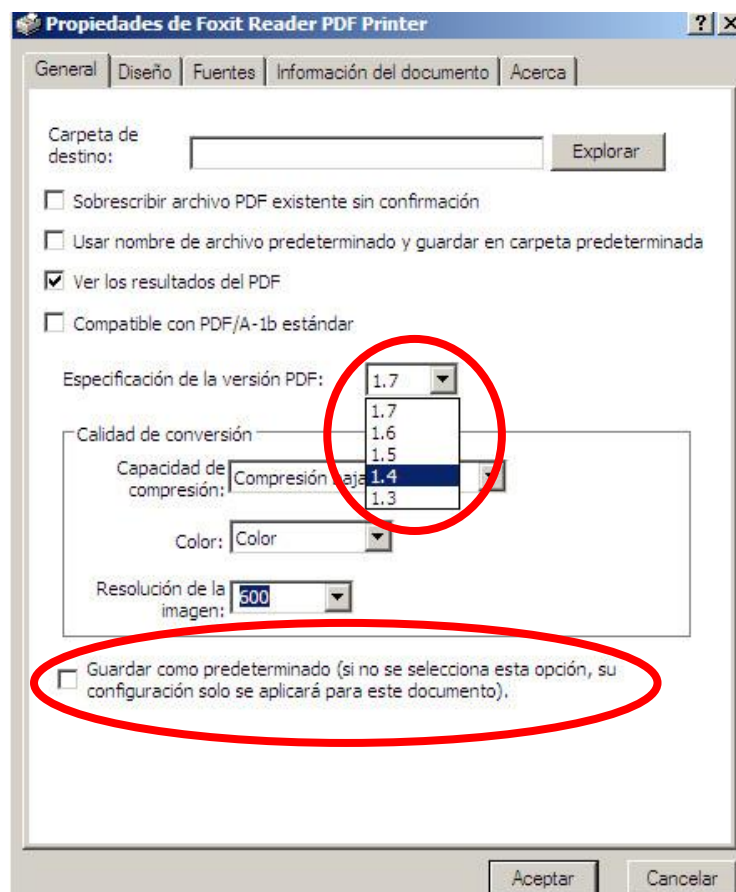 Propiedades de Foxit Reader PDF Printer
General Diseño Fuentes Información del documento Acerca
Carpeta de
destino:
Explorar
Sobrescribir archivo PDF existente sin confirmación
Usar nombre de archivo predeterminado y guardar en carpeta predeterminada
Ver los resultados del PDF
Compatible con PDF/A-1b estándar
Especificación de la versión PDF: 1.7
1.7
1.6
1.5
1.4
1.3
Calidad de conversión
Capacidad de
compresión: Compresión baja
Color: Color
Resolución de la
imagen: 600
Guardar como predeterminado (si no se selecciona esta opción, su
configuración solo se aplicará para este documento).
Aceptar Cancelar